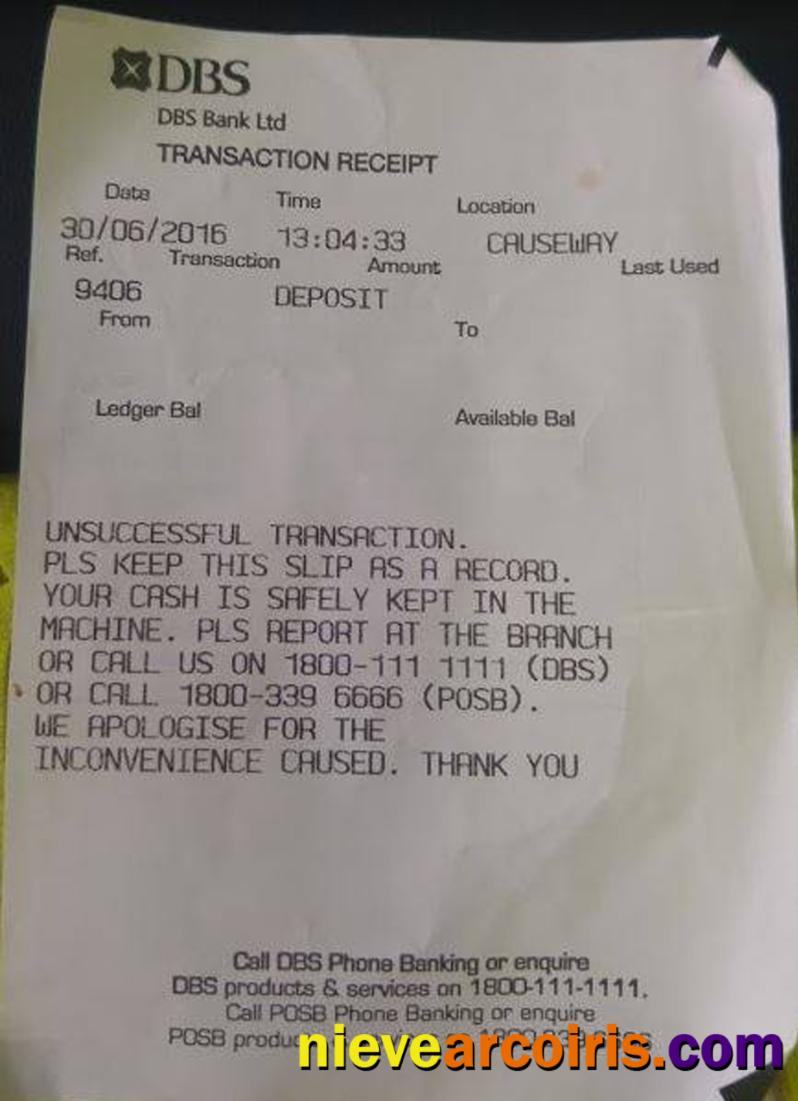 DBS
DBS Bank Ltd
TRANSACTION RECEIPT
Date Time Location
30/06/2016 13:04:33 CAUSEWAY
Ref. Transaction Amount Last Used
9406 DEPOSIT
From To
Ledger Bal Available Bal
UNSUCCESSFUL TRANSACTION.
PLS KEEP THIS SLIP AS A RECORD.
YOUR CASH IS SAFELY KEPT IN THE
MACHINE. PLS REPORT AT THE BRANCH
OR CALL US ON 1800-111 1111 (DBS)
OR CALL 1800-339 6666 (POSB).
WE APOLOGISE FOR THE
INCONVENIENCE CAUSED. THANK YOU
Call DBS Phone Banking or enquire
DBS products & services on 1800-111-1111.
Call POSB Phone Banking or enquire
POSB
nievearcoiris.com